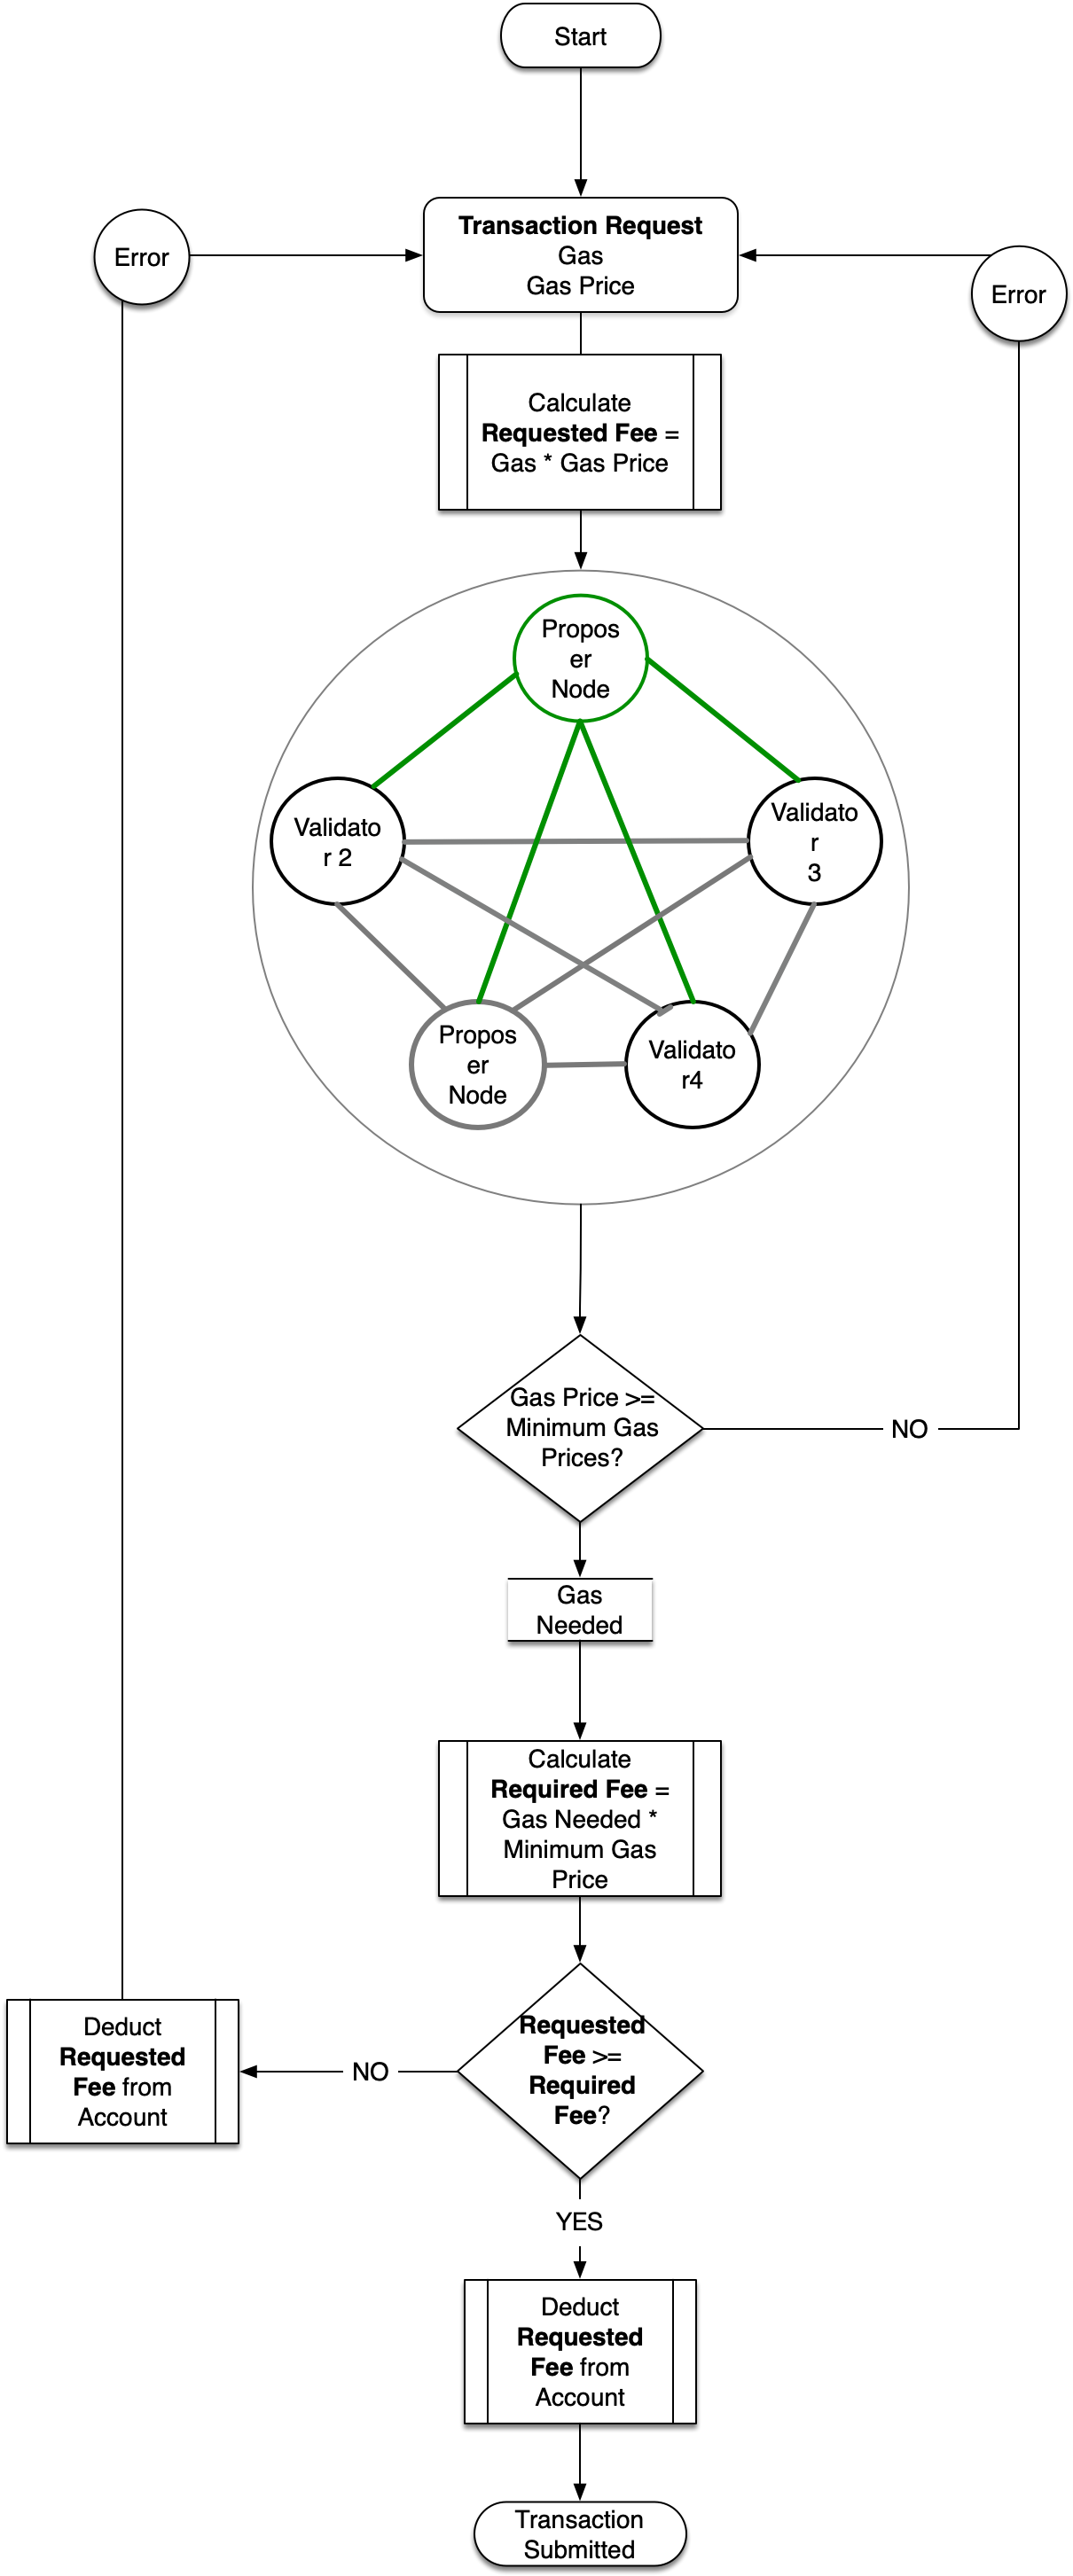 Start
Transaction Request
Gas
Gas Price
Error
Error
Calculate
Requested Fee =
Gas * Gas Price
Propos
er
Node
Validato
r 2
Validato
r
3
Propos
er
Node
Validato
r4
Gas Price >=
Minimum Gas
Prices?
NO
Gas
Needed
Calculate
Required Fee =
Gas Needed *
Minimum Gas
Price
Requested
Fee >=
Required
Fee?
NO
Deduct
Requested
Fee from
Account
YES
Deduct
Requested
Fee from
Account
Transaction
Submitted